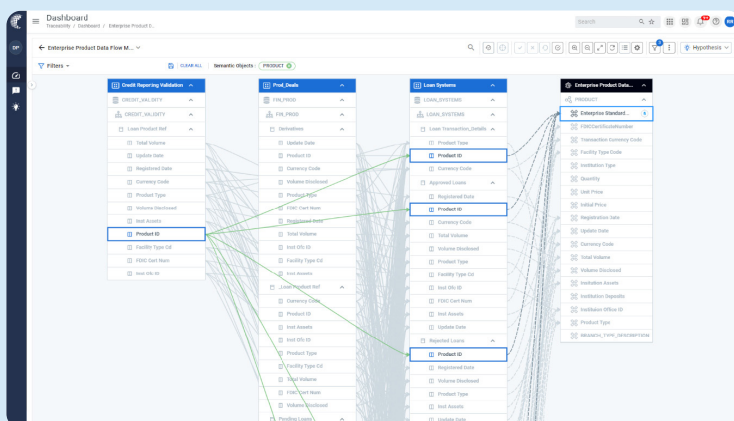 Dashboard
Traceability / Dashboard / Enterprise Product D...
Search
DP
Enterprise Product Data Flow M...
Hypothesis
Filters
CLEAR ALL
Semantic Objects :
PRODUCT
Credit Reporting Validation
CREDIT_VALIDITY
CREDIT_VALIDITY
Loan Product Ref
Total Volume
Update Date
Registered Date
Currency Code
Product Type
Volume Disclosed
Inst Assets
Product ID
Facility Type Cd
FDIC Cert Num
Inst Ofc ID
Prod_Deals
FNL_PROD
FNL_PROD
Derivatives
Update Date
Product ID
Currency Code
Volume Disclosed
Product Type
FDIC Cert Num
Registered Date
Total Volume
Inst Ofc ID
Facility Type Cd
Inst Assets
_Loan Product Ref
Currency Code
Product ID
Inst Assets
Inst Ofc ID
Product Type
Facility Type Cd
Total Volume
FDIC Cert Num
Volume Disclosed
Pending Loans
Loan Systems
LOAN_SYSTEMS
LOAN_SYSTEMS
Loan Transaction_Details
Product Type
Product ID
Currency Code
Approved Loans
Registered Date
Product ID
Currency Code
Total Volume
Volume Disclosed
Product Type
Facility Type Cd
Inst Ofc ID
FDIC Cert Num
Inst Assets
Update Date
Rejected Loans
Product ID
Registered Date
Volume Disclosed
Product Type
Inst Assets
Update Date
Enterprise Product Data...
PRODUCT
Enterprise Standard...
Transaction Currency Code
Facility Type Code
Institution Type
Quantity
Unit Price
Initial Price
Registration Date
Update Date
Currency Code
Total Volume
Volume Disclosed
Institution Assets
Institution Deposits
Institution Office ID
Product Type
BRANCH_TYPE_DESCRIPTION